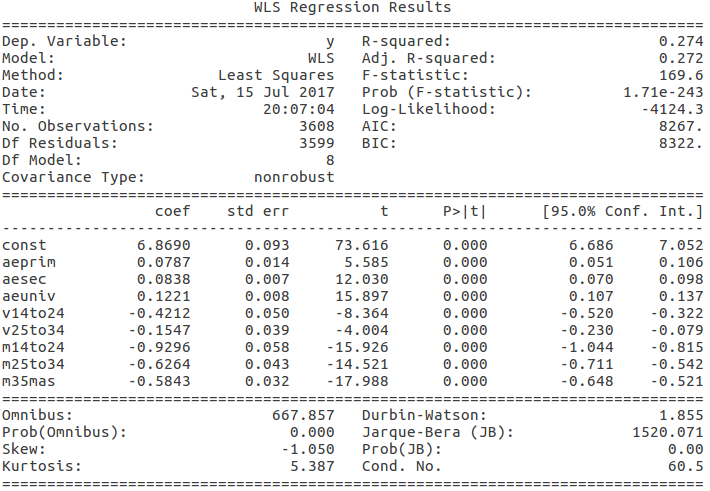 WLS Regression Results
==============================================================================
Dep. Variable:                      y   R-squared:                       0.274
Model:                            WLS   Adj. R-squared:                  0.272
Method:                 Least Squares   F-statistic:                     169.6
Date:                Sat, 15 Jul 2017   Prob (F-statistic):          1.71e-243
Time:                        20:07:04   Log-Likelihood:                -4124.3
No. Observations:                3608   AIC:                             8267.
Df Residuals:                    3599   BIC:                             8322.
Df Model:                           8
Covariance Type:            nonrobust
==============================================================================
                 coef    std err          t      P>|t|      [95.0% Conf. Int.]
------------------------------------------------------------------------------
const          6.8690      0.093     73.616      0.000         6.686     7.052
aeprim         0.0787      0.014      5.585      0.000         0.051     0.106
aesec          0.0838      0.007     12.030      0.000         0.070     0.098
aeuniv         0.1221      0.008     15.897      0.000         0.107     0.137
v14to24       -0.4212      0.050     -8.364      0.000        -0.520    -0.322
v25to34       -0.1547      0.039     -4.004      0.000        -0.230    -0.079
m14to24       -0.9296      0.058    -15.926      0.000        -1.044    -0.815
m25to34       -0.6264      0.043    -14.521      0.000        -0.711    -0.542
m35mas        -0.5843      0.032    -17.988      0.000        -0.648    -0.521
==============================================================================
Omnibus:                      667.857   Durbin-Watson:                   1.855
Prob(Omnibus):                  0.000   Jarque-Bera (JB):             1520.071
Skew:                          -1.050   Prob(JB):                         0.00
Kurtosis:                       5.387   Cond. No.                         60.5
==============================================================================